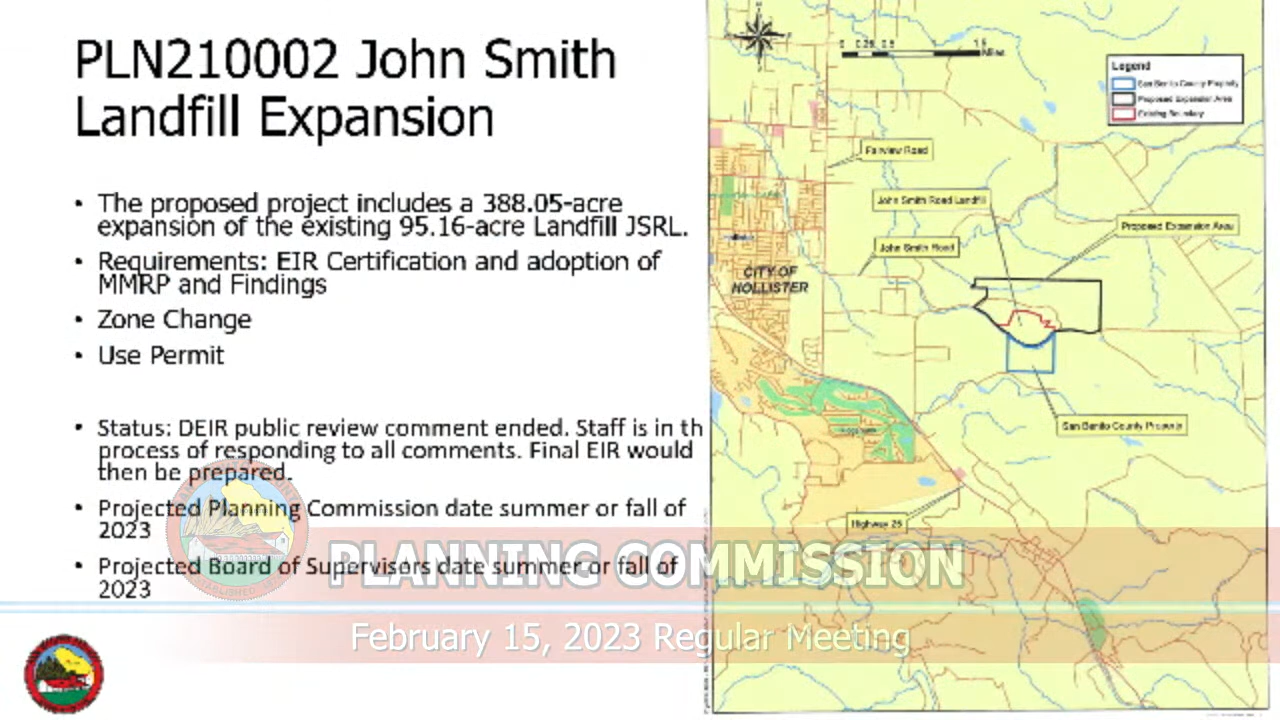 PLN210002 John Smith
Landfill Expansion
• The proposed project includes a 388.05-acre
expansion of the existing 95.16-acre Landfill JSRL.
• Requirements: EIR Certification and adoption of
MMRP and Findings
• Zone Change
• Use Permit
• Status: DEIR public review comment ended. Staff is in th
process of responding to all comments. Final EIR would
then be prepared.
• Projected Planning Commission date summer or fall of
2023
• Projected Board of Supervisors date summer or fall of
2023
PLANNING COMMISSION
February 15, 2023 Regular Meeting
Legend
San Benito County Property
Proposed Expansion Area
Existing Boundary
Fairview Road
John Smith Road Landfill
Proposed Expansion Area
John Smith Road
CITY OF
HOLLISTER
San Benito County Property
Highway 25